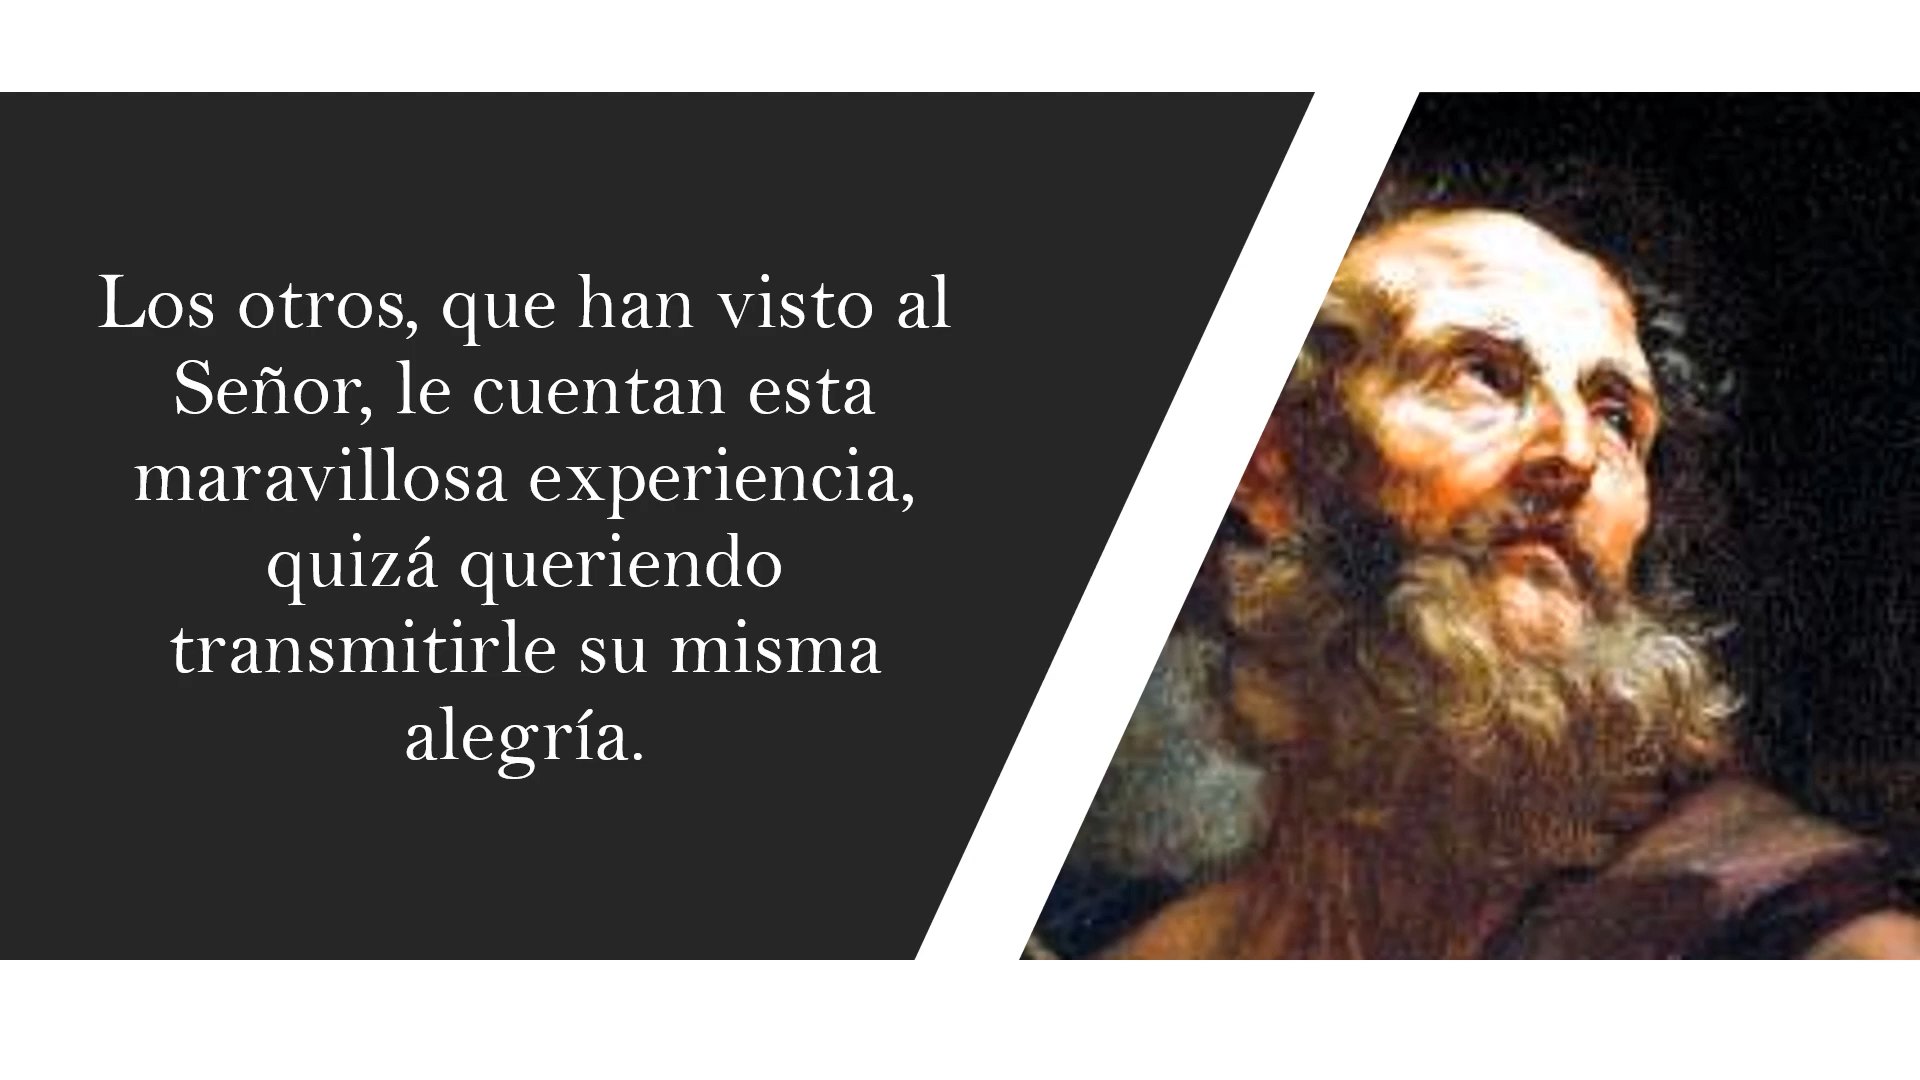 Los otros, que han visto al
Señor, le cuentan esta
maravillosa experiencia,
quizá queriendo
transmitirle su misma
alegría.